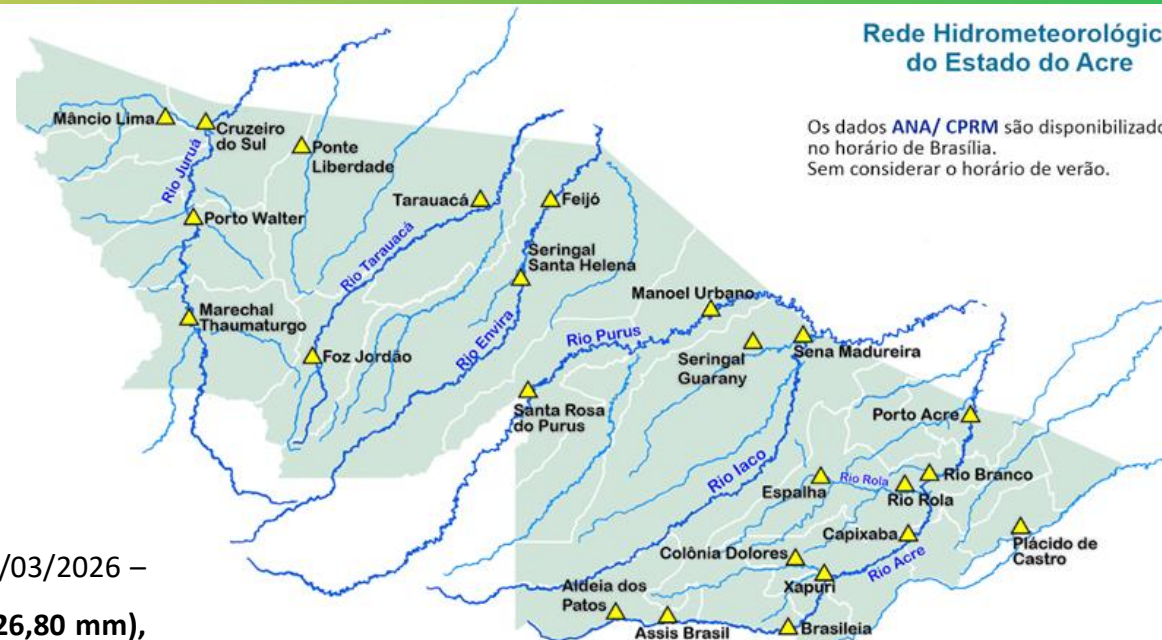 Rede Hidrometeorológic
do Estado do Acre
Os dados ANA/ CPRM são disponibilizado
no horário de Brasília.
Sem considerar o horário de verão.
Mâncio Lima
Cruzeiro
do Sul
Ponte
Liberdade
Rio Juruá
Porto Walter
Tarauacá
Feijó
Rio Tarauacá
Seringal
Santa Helena
Marechal
Thaumaturgo
Foz Jordão
Rio Envira
Manoel Urbano
Rio Purus
Seringal
Guarany
Sena Madureira
Santa Rosa
do Purus
Porto Acre
Rio Iaco
Espalha
Rio Rola
Rio Rola
Rio Branco
Capixaba
Plácido de
Castro
Colônia Dolores
Rio Acre
Xapuri
Aldeia dos
Patos
Assis Brasil
Brasileia
/03/2026 –
26,80 mm),